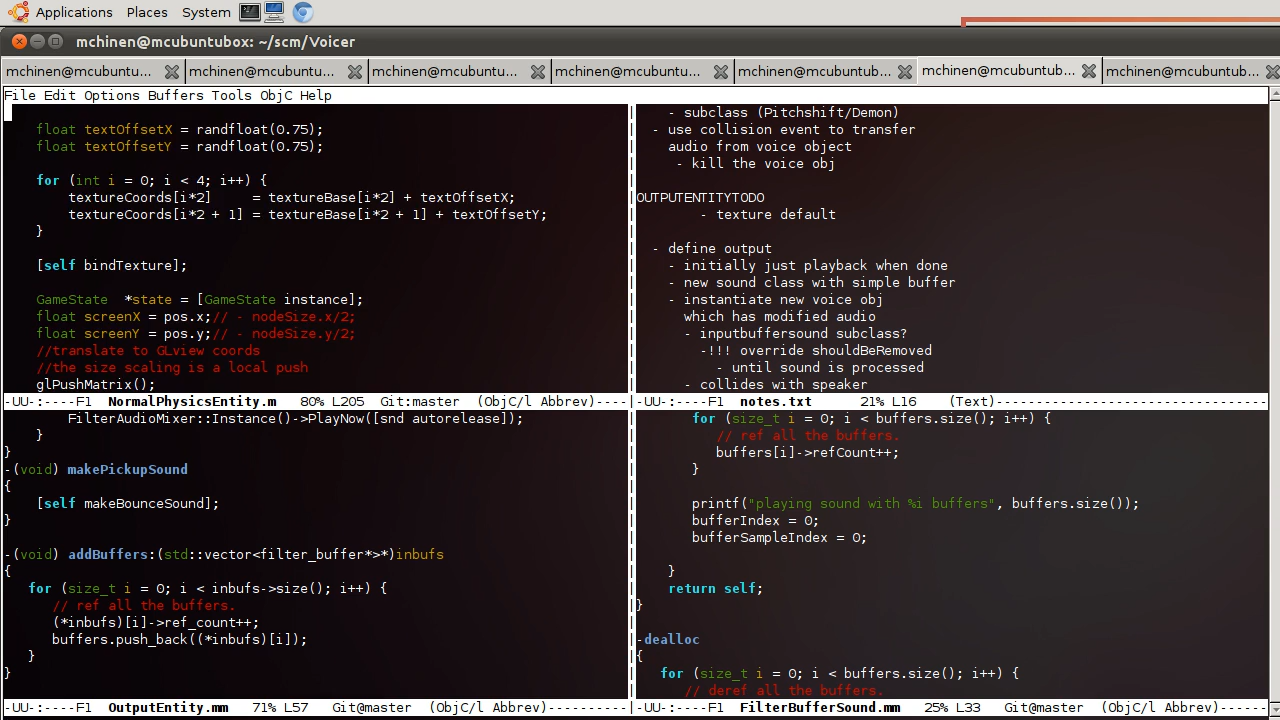 Applications Places System
mchinen@mcubuntubox: ~/scm/Voicer
mchinen@mcubuntu... mchinen@mcubuntu... mchinen@mcubuntu... mchinen@mcubuntu... mchinen@mcubuntub... mchinen@mcubuntub... mchinen@mcubuntub...
File Edit Options Buffers Tools ObjC Help
float textOffsetX = randfloat(0.75);
float textOffsetY = randfloat(0.75);
for (int i = 0; i < 4; i++) {
textureCoords[i*2]     = textureBase[i*2] + textOffsetX;
textureCoords[i*2 + 1] = textureBase[i*2 + 1] + textOffsetY;
}
[self bindTexture];
GameState  *state = [GameState instance];
float screenX = pos.x;// - nodeSize.x/2;
float screenY = pos.y;// - nodeSize.y/2;
//translate to GLview coords
//the size scaling is a local push
glPushMatrix();
-UU-:----F1  NormalPhysicsEntity.m   80% L205  Git:master  (ObjC/l Abbrev)----
- subclass (Pitchshift/Demon)
- use collision event to transfer
audio from voice object
- kill the voice obj
OUTPUTENTITYTODO
- texture default
- define output
- initially just playback when done
- new sound class with simple buffer
- instantiate new voice obj
which has modified audio
- inputbuffersound subclass?
-!!! override shouldBeRemoved
- until sound is processed
- collides with speaker
-UU-:----F1  notes.txt      21% L16    (Text)----------------------------------
FilterAudioMixer::Instance()->PlayNow([snd autorelease]);
}
}
-(void) makePickupSound
{
[self makeBounceSound];
}
-(void) addBuffers:(std::vector<filter_buffer*>*)inbufs
{
for (size_t i = 0; i < inbufs->size(); i++) {
// ref all the buffers.
(*inbufs)[i]->ref_count++;
buffers.push_back((*inbufs)[i]);
}
}
-UU-:----F1  OutputEntity.mm   71% L57   Git@master  (ObjC/l Abbrev)----------
for (size_t i = 0; i < buffers.size(); i++) {
// ref all the buffers.
buffers[i]->refCount++;
}
printf("playing sound with %i buffers", buffers.size());
bufferIndex = 0;
bufferSampleIndex = 0;
}
return self;
}
-dealloc
{
for (size_t i = 0; i < buffers.size(); i++) {
// deref all the buffers.
-UU-:----F1  FilterBufferSound.mm   25% L33   Git@master  (ObjC/l Abbrev)-----